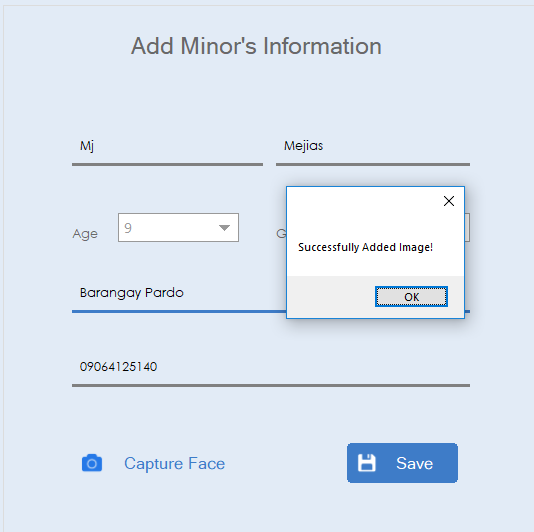 Add Minor's Information
Mj
Mejias
Age
9
G
Successfully Added Image!
OK
Barangay Pardo
09064125140
Capture Face
Save